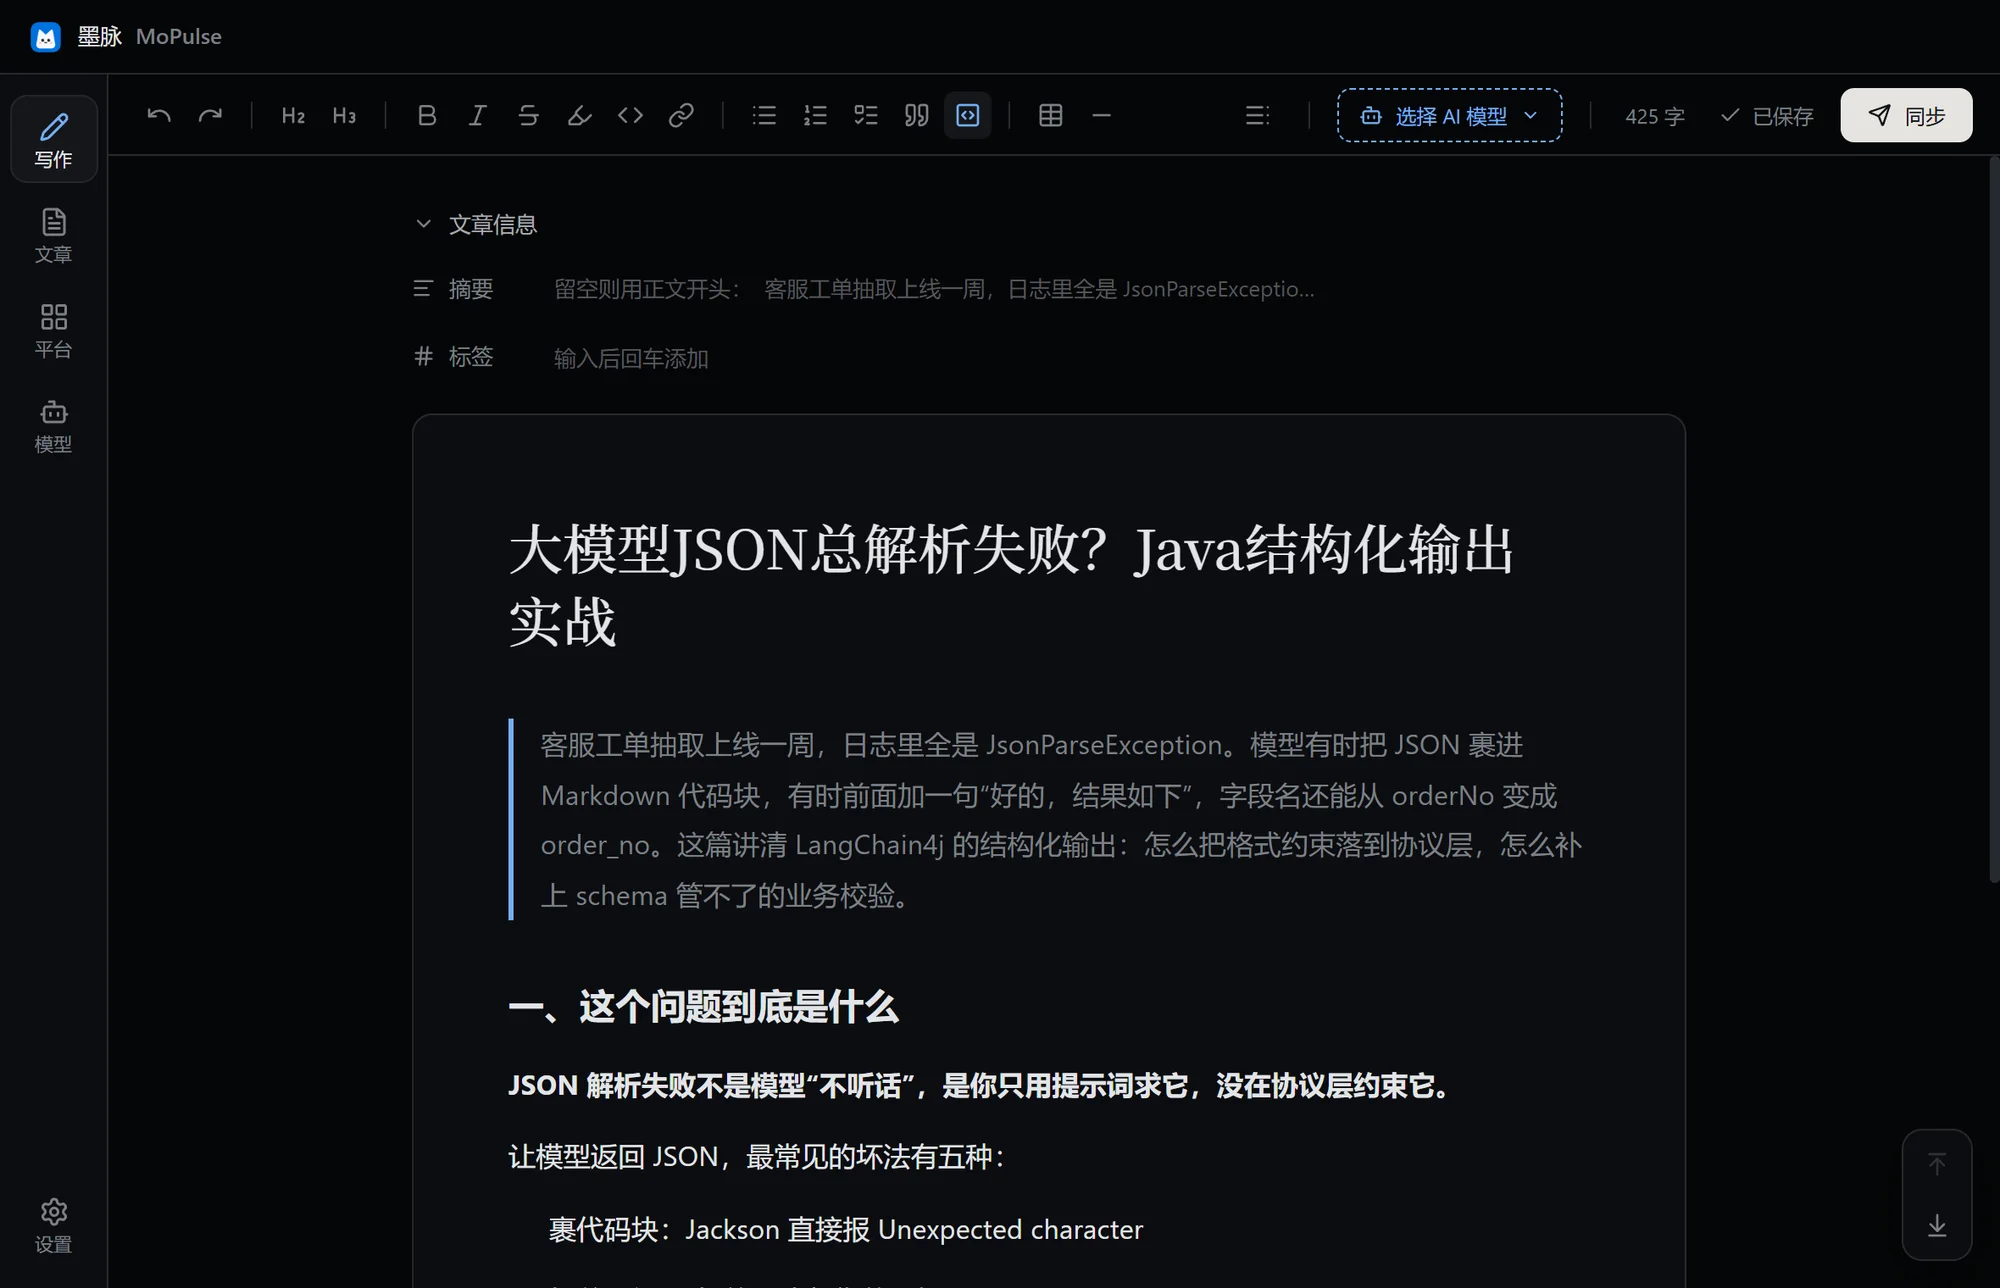 墨脉 MoPulse
写作
文章
平台
模型
设置
H2 H3
选择 AI 模型
425 字
已保存
同步
文章信息
摘要 留空则用正文开头: 客服工单抽取上线一周，日志里全是 JsonParseExceptio...
标签 输入后回车添加
大模型JSON总解析失败？Java结构化输出
实战
客服工单抽取上线一周，日志里全是 JsonParseException。模型有时把 JSON 裹进
Markdown 代码块，有时前面加一句“好的，结果如下”，字段名还能从 orderNo 变成
order_no。这篇讲清 LangChain4j 的结构化输出：怎么把格式约束落到协议层，怎么补
上 schema 管不了的业务校验。
一、这个问题到底是什么
JSON 解析失败不是模型“不听话”，是你只用提示词求它，没在协议层约束它。
让模型返回 JSON，最常见的坏法有五种：
裹代码块：Jackson 直接报 Unexpected character